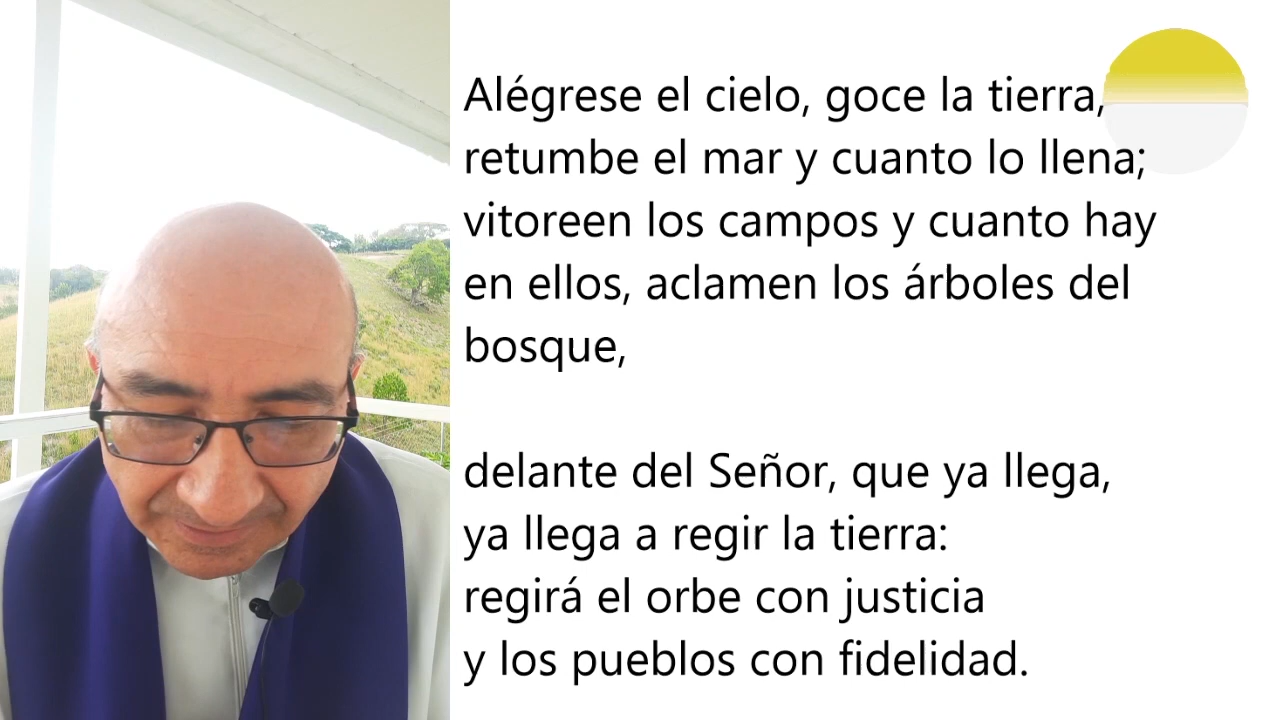 Alégrese el cielo, goce la tierra,
retumbe el mar y cuanto lo llena;
vitoreen los campos y cuanto hay
en ellos, aclamen los árboles del
bosque,
delante del Señor, que ya llega,
ya llega a regir la tierra:
regirá el orbe con justicia
y los pueblos con fidelidad.